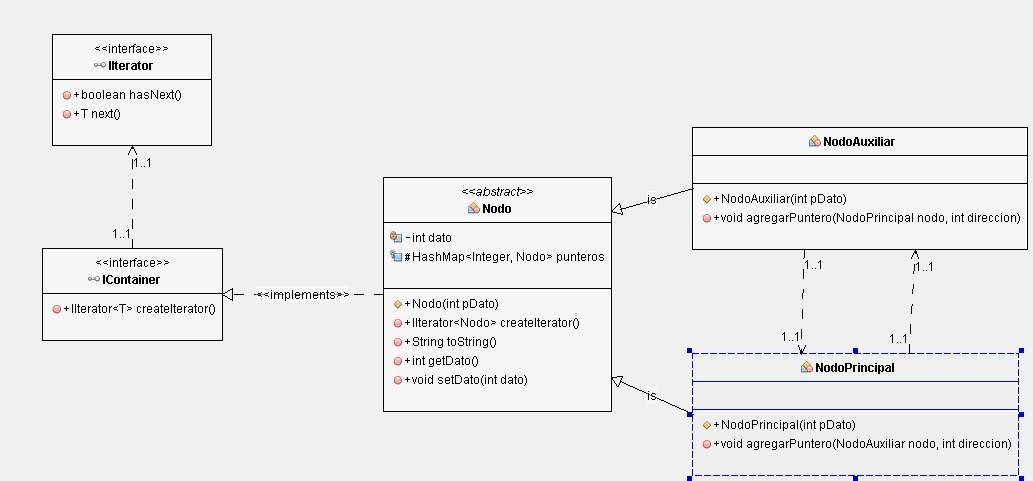 <<interface>>
IIterator
+boolean hasNext()
+T next()
1..1
1..1
<<interface>>
IContainer
+IIterator<T> createIterator()
<<implements>>
<<abstract>>
Nodo
-int dato
#HashMap<Integer, Nodo> punteros
+Nodo(int pDato)
+IIterator<Nodo> createIterator()
+String toString()
+int getDato()
+void setDato(int dato)
is
is
NodoAuxiliar
+NodoAuxiliar(int pDato)
+void agregarPuntero(NodoPrincipal nodo, int direccion)
1..1
1..1
1..1
1..1
NodoPrincipal
+NodoPrincipal(int pDato)
+void agregarPuntero(NodoAuxiliar nodo, int direccion)